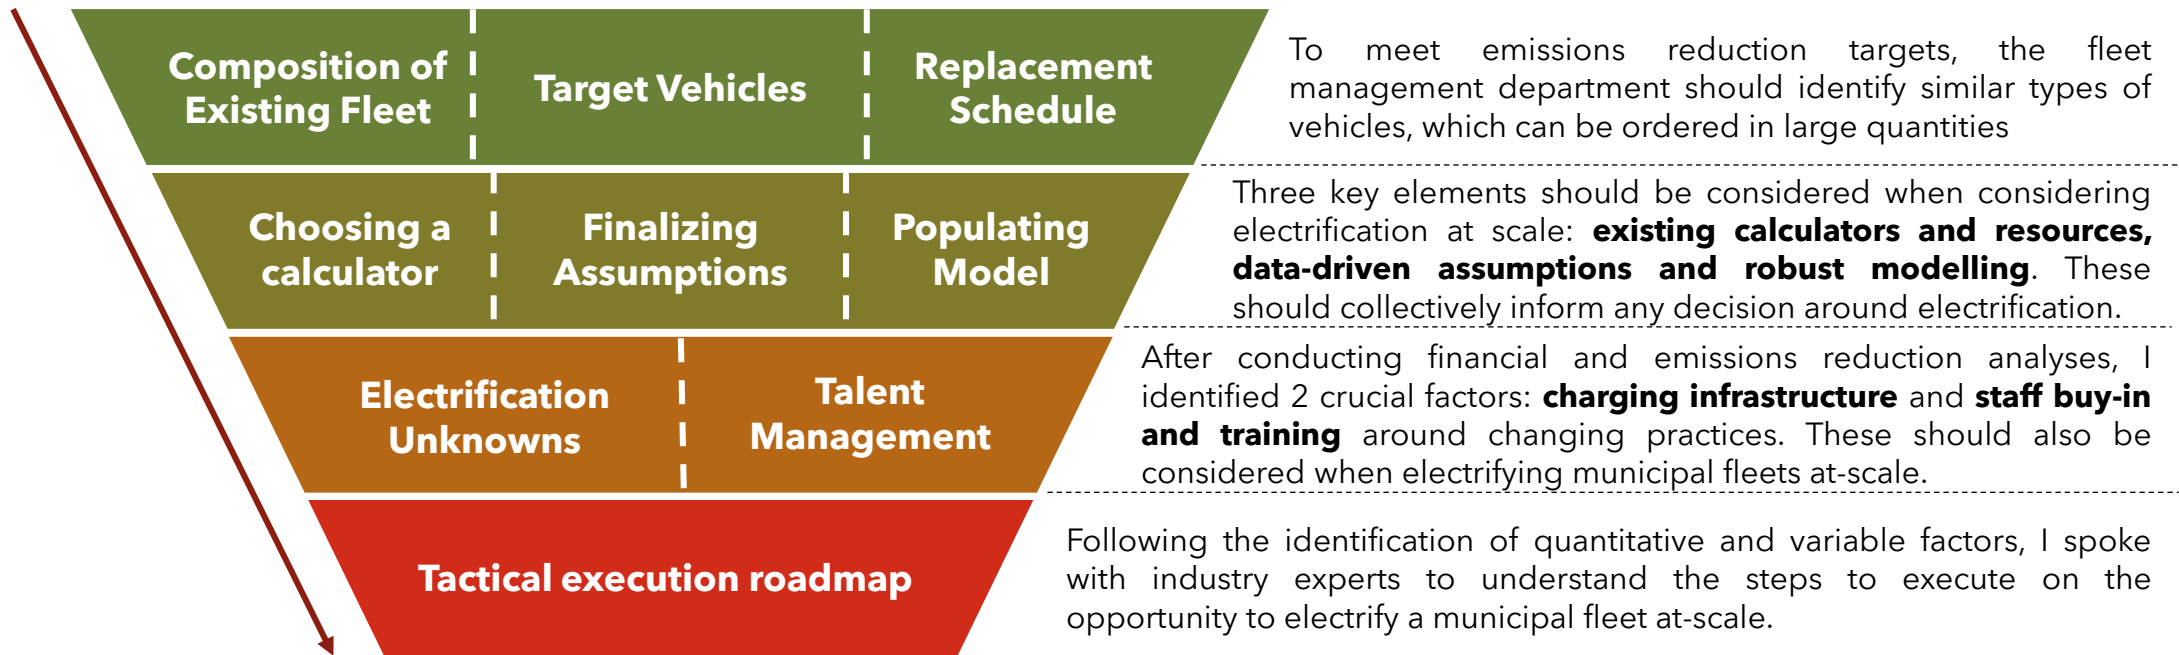 Composition of
Existing Fleet
Target Vehicles
Replacement
Schedule
To meet emissions reduction targets, the fleet
management department should identify similar types of
vehicles, which can be ordered in large quantities
Choosing a
calculator
Finalizing
Assumptions
Populating
Model
Three key elements should be considered when considering
electrification at scale: existing calculators and resources,
data-driven assumptions and robust modelling. These
should collectively inform any decision around electrification.
Electrification
Unknowns
Talent
Management
After conducting financial and emissions reduction analyses, I
identified 2 crucial factors: charging infrastructure and staff buy-in
and training around changing practices. These should also be
considered when electrifying municipal fleets at-scale.
Tactical execution roadmap
Following the identification of quantitative and variable factors, I spoke
with industry experts to understand the steps to execute on the
opportunity to electrify a municipal fleet at-scale.